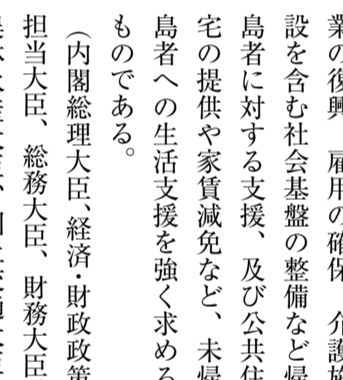 業の復興、雇用の確保、介護施
設を含む社会基盤の整備など帰
島者に対する支援、及び公共住
宅の提供や家賃減免など、未帰
島者への生活支援を強く求める
ものである。
(内閣総理大臣、経済・財政政策
担当大臣、総務大臣、財務大臣